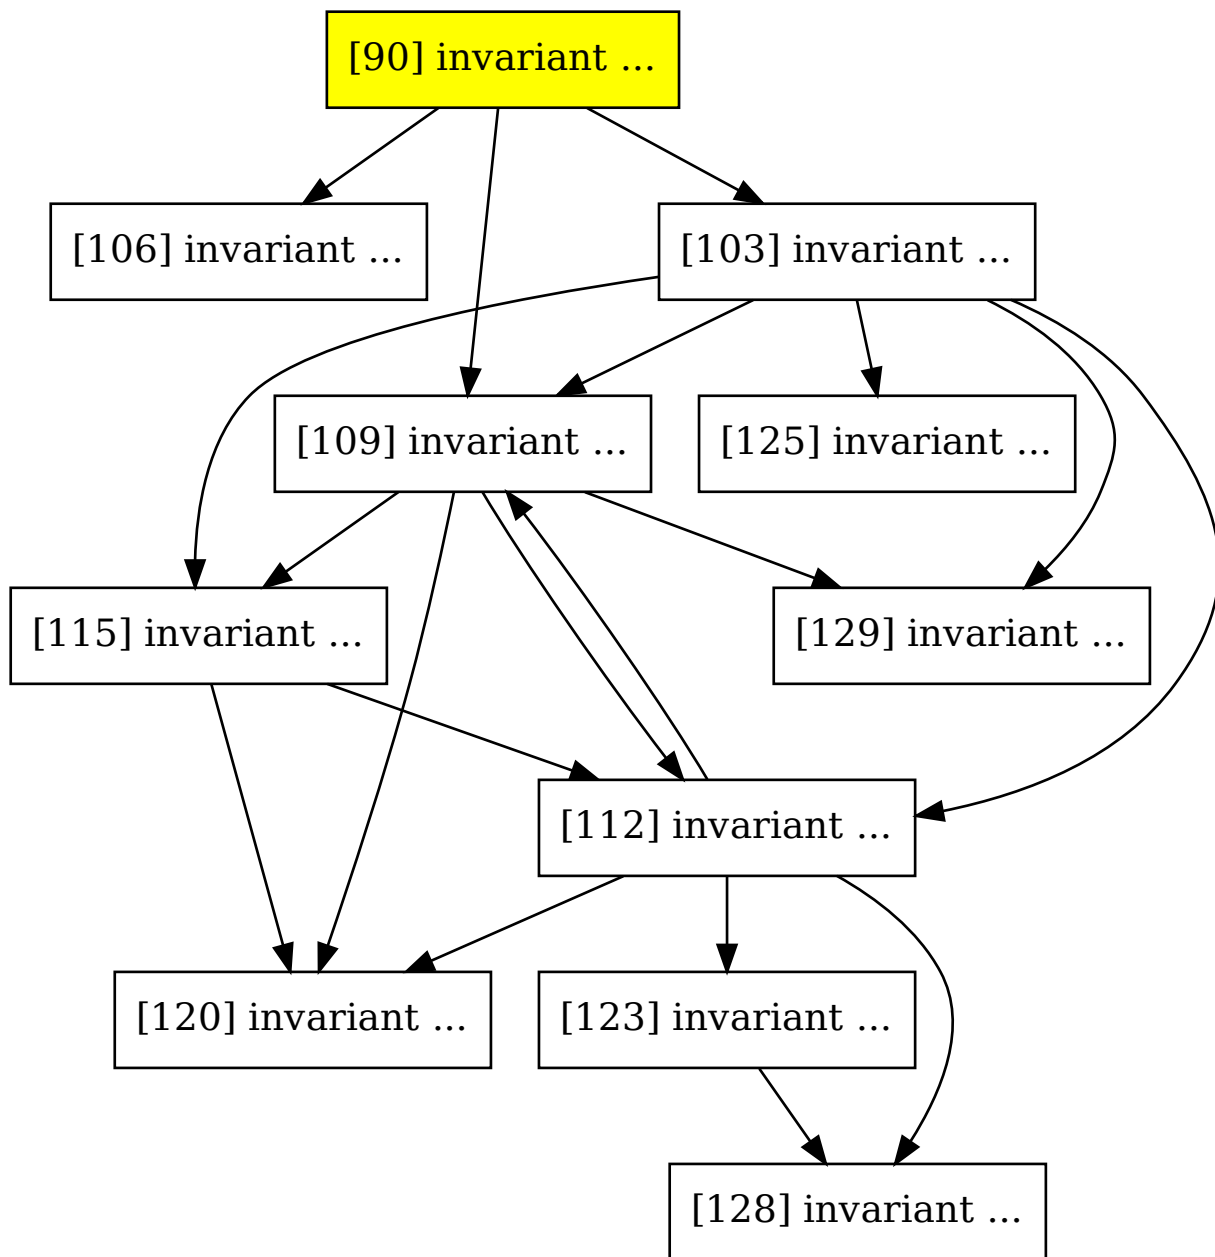 [90] invariant ...
[106] invariant ...
[103] invariant ...
[109] invariant ...
[125] invariant ...
[115] invariant ...
[129] invariant ...
[112] invariant ...
[120] invariant ...
[123] invariant ...
[128] invariant ...